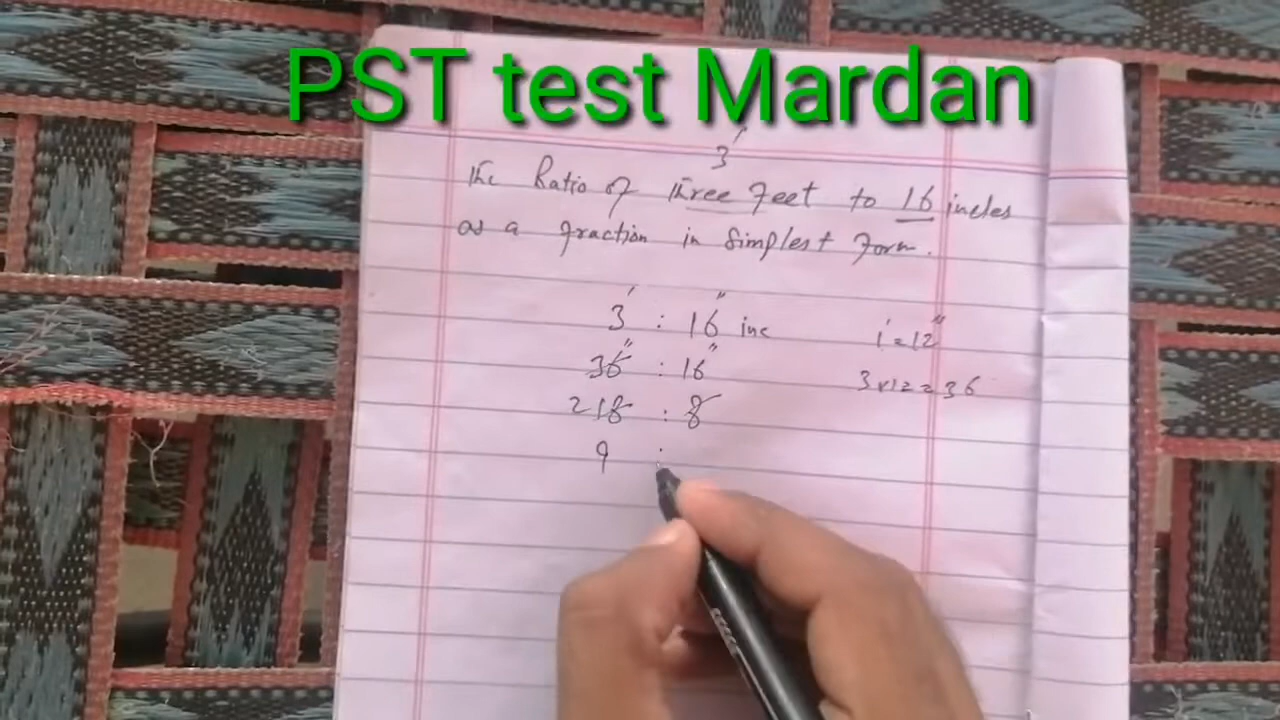 PST test Mardan
3'
The Ratio of three feet to 16 inches
as a fraction in simplest form.
3' : 16" inc 1' = 12"
36" : 16" 3 x 12 = 36
2 18 : 8
9 :